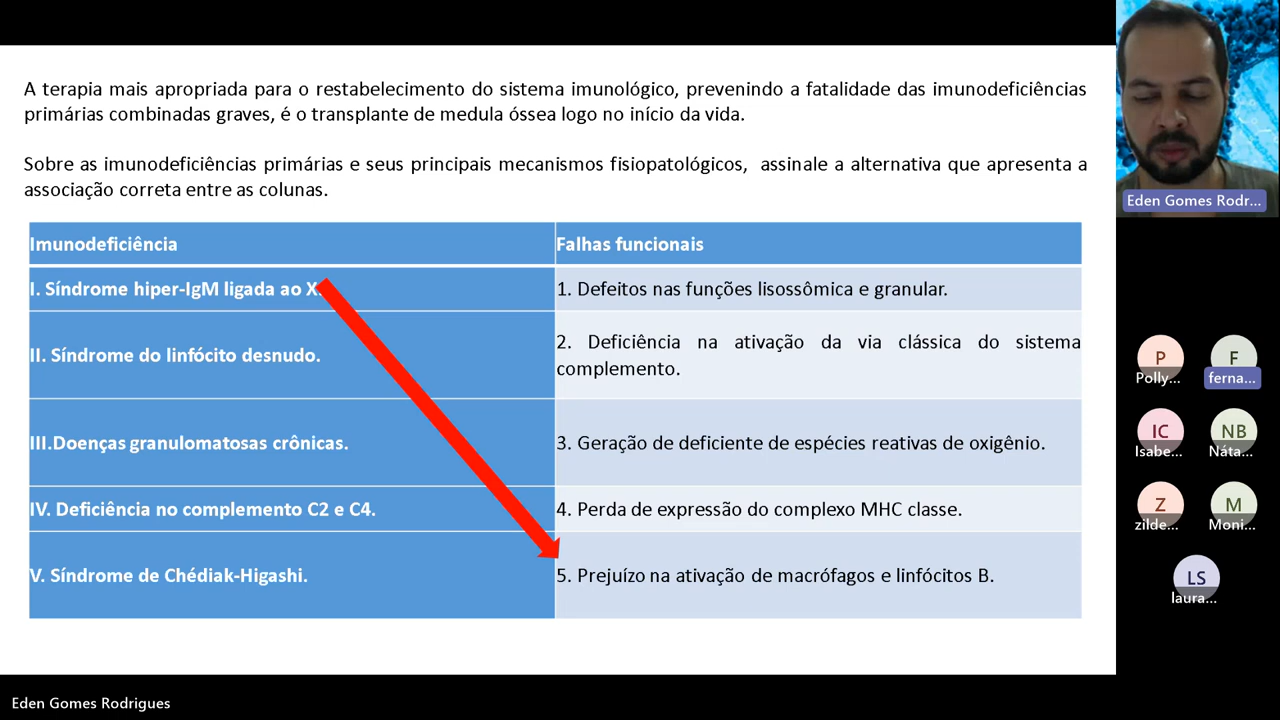 A terapia mais apropriada para o restabelecimento do sistema imunológico, prevenindo a fatalidade das imunodeficiências
primárias combinadas graves, é o transplante de medula óssea logo no início da vida.
Sobre as imunodeficiências primárias e seus principais mecanismos fisiopatológicos, assinale a alternativa que apresenta a
associação correta entre as colunas.
Imunodeficiência
Falhas funcionais
I. Síndrome hiper-IgM ligada ao X.
1. Defeitos nas funções lisossômica e granular.
II. Síndrome do linfócito desnudo.
2. Deficiência na ativação da via clássica do sistema
complemento.
III.Doenças granulomatosas crônicas.
3. Geração de deficiente de espécies reativas de oxigênio.
IV. Deficiência no complemento C2 e C4.
4. Perda de expressão do complexo MHC classe.
V. Síndrome de Chédiak-Higashi.
5. Prejuízo na ativação de macrófagos e linfócitos B.
Eden Gomes Rodr...
P
Polly...
F
ferna...
IC
Isabe...
NB
Náta...
Z
zilde...
M
Moni...
LS
laura...
Eden Gomes Rodrigues